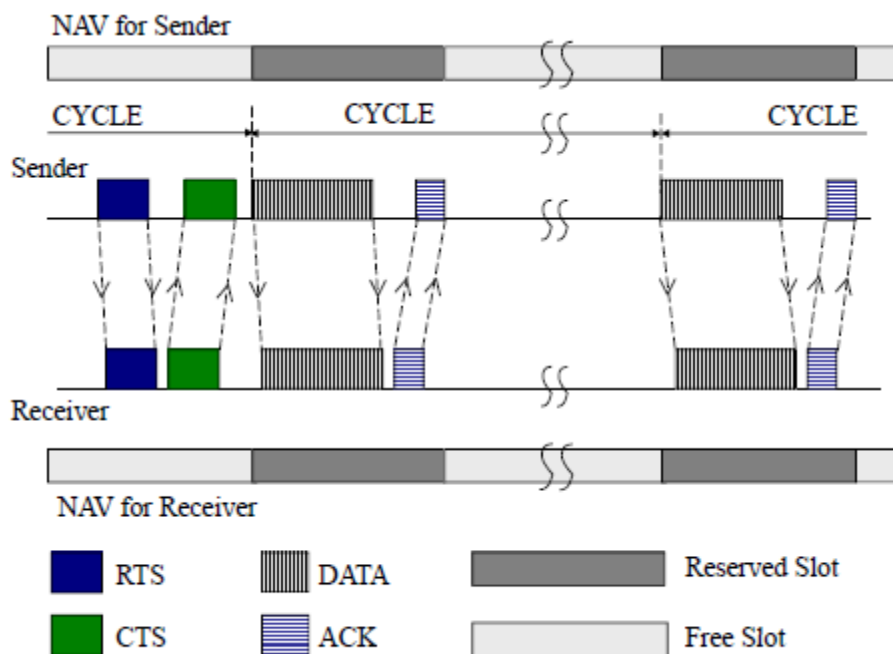 NAV for Sender
CYCLE CYCLE CYCLE
Sender
Receiver
NAV for Receiver
RTS DATA Reserved Slot
CTS ACK Free Slot